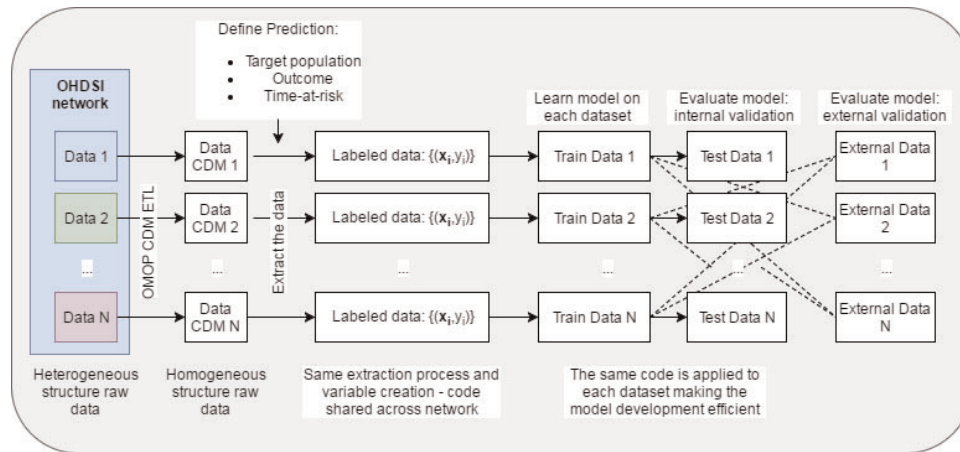 Define Prediction:
• Target population
• Outcome
• Time-at-risk
OHDSI
network
Learn model on
each dataset
Evaluate model:
internal validation
Evaluate model:
external validation
Data 1
Data
CDM 1
Labeled data: {(xᵢ,yᵢ)}
Train Data 1
Test Data 1
External Data
1
Data 2
Data
CDM 2
Labeled data: {(xᵢ,yᵢ)}
Train Data 2
Test Data 2
External Data
2
OMOP CDM ETL
Extract the data
...
...
...
...
...
...
Data N
Data
CDM N
Labeled data: {(xᵢ,yᵢ)}
Train Data N
Test Data N
External Data
N
Heterogeneous
structure raw
data
Homogeneous
structure raw
data
Same extraction process and
variable creation - code
shared across network
The same code is applied to
each dataset making the
model development efficient